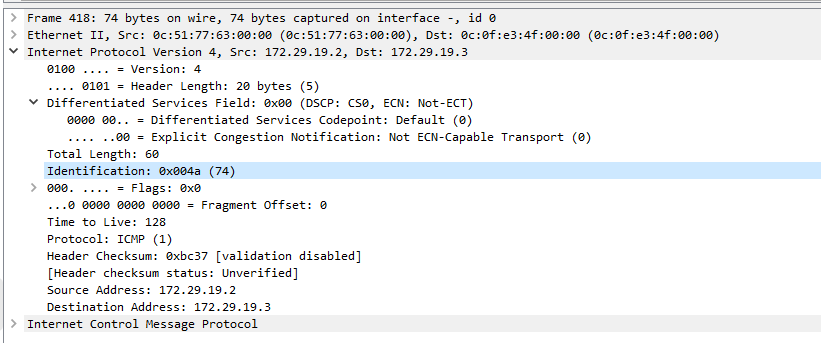 Frame 418: 74 bytes on wire, 74 bytes captured on interface -, id 0
Ethernet II, Src: 0c:51:77:63:00:00 (0c:51:77:63:00:00), Dst: 0c:0f:e3:4f:00:00 (0c:0f:e3:4f:00:00)
Internet Protocol Version 4, Src: 172.29.19.2, Dst: 172.29.19.3
0100 .... = Version: 4
.... 0101 = Header Length: 20 bytes (5)
Differentiated Services Field: 0x00 (DSCP: CS0, ECN: Not-ECT)
0000 00.. = Differentiated Services Codepoint: Default (0)
.... ..00 = Explicit Congestion Notification: Not ECN-Capable Transport (0)
Total Length: 60
Identification: 0x004a (74)
000. .... = Flags: 0x0
...0 0000 0000 0000 = Fragment Offset: 0
Time to Live: 128
Protocol: ICMP (1)
Header Checksum: 0xbc37 [validation disabled]
[Header checksum status: Unverified]
Source Address: 172.29.19.2
Destination Address: 172.29.19.3
Internet Control Message Protocol